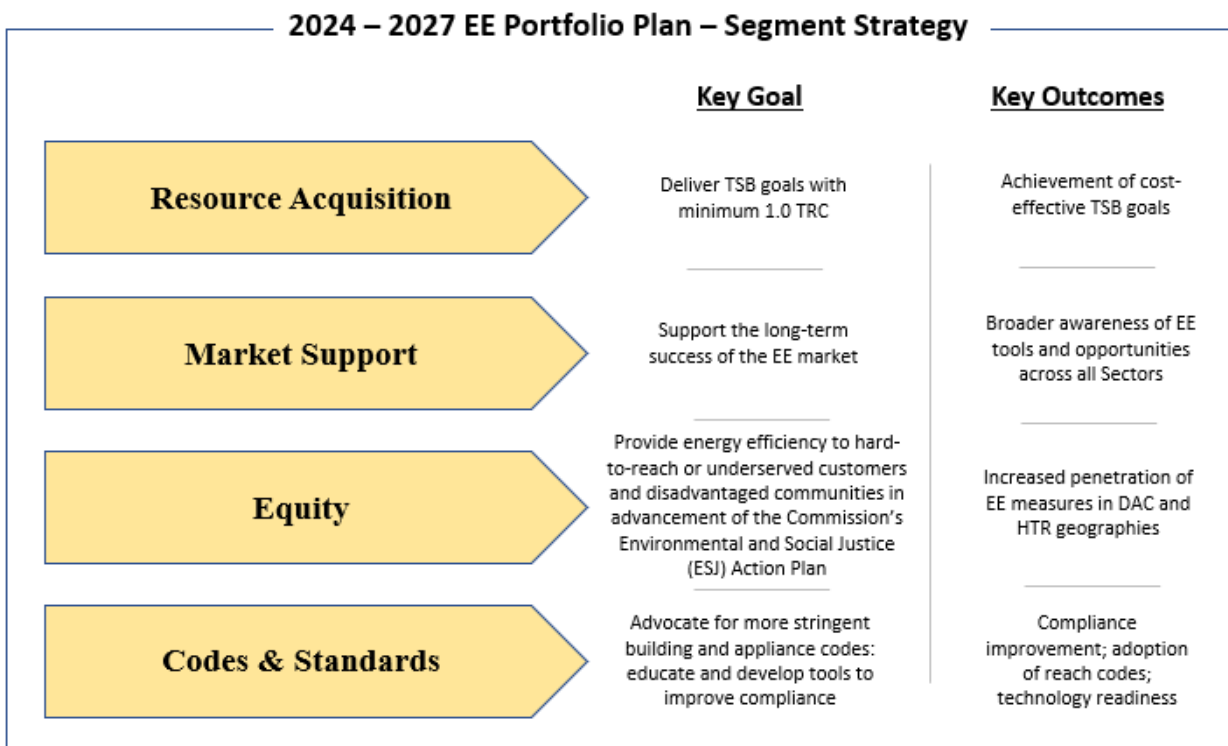 2024 – 2027 EE Portfolio Plan – Segment Strategy
Key Goal
Key Outcomes
Resource Acquisition
Deliver TSB goals with
minimum 1.0 TRC
Achievement of cost-
effective TSB goals
Market Support
Support the long-term
success of the EE market
Broader awareness of EE
tools and opportunities
across all Sectors
Equity
Provide energy efficiency to hard-
to-reach or underserved customers
and disadvantaged communities in
advancement of the Commission's
Environmental and Social Justice
(ESJ) Action Plan
Increased penetration of
EE measures in DAC and
HTR geographies
Codes & Standards
Advocate for more stringent
building and appliance codes:
educate and develop tools to
improve compliance
Compliance
improvement; adoption
of reach codes;
technology readiness